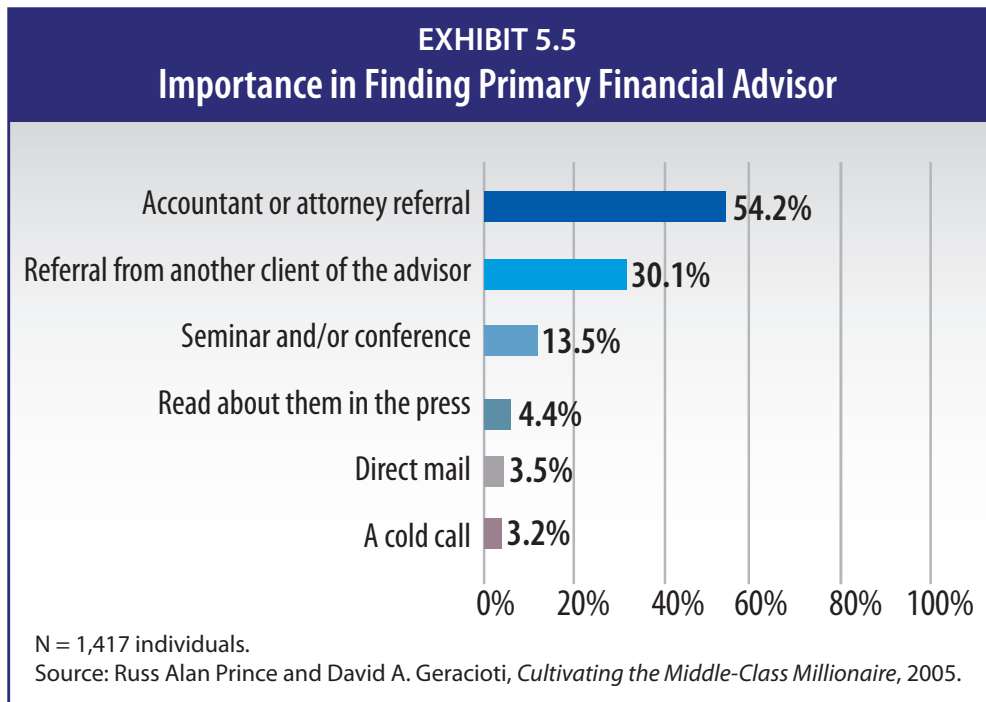 EXHIBIT 5.5
Importance in Finding Primary Financial Advisor
Accountant or attorney referral 54.2%
Referral from another client of the advisor 30.1%
Seminar and/or conference 13.5%
Read about them in the press 4.4%
Direct mail 3.5%
A cold call 3.2%
0% 20% 40% 60% 80% 100%
N = 1,417 individuals.
Source: Russ Alan Prince and David A. Geracioti, Cultivating the Middle-Class Millionaire, 2005.